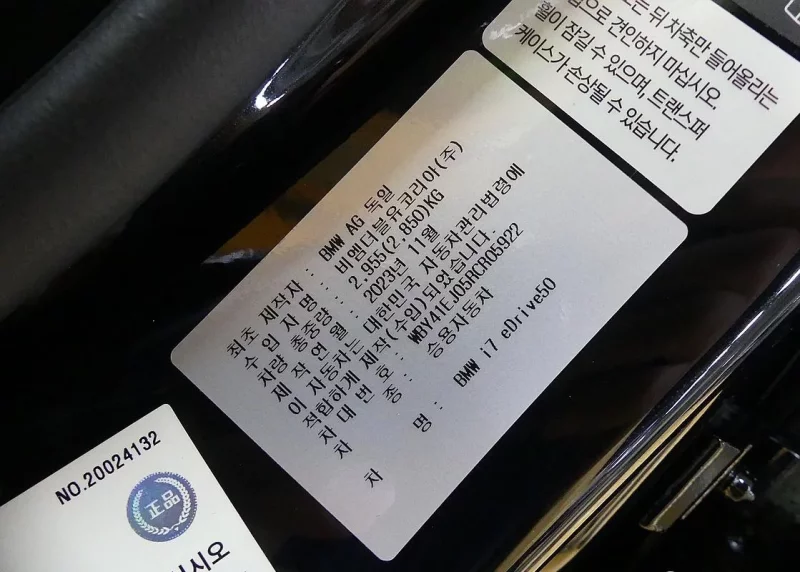 뒤 차축만 들어올리는
으로 견인하지 마십시오.
휠이 잠길 수 있으며, 트랜스퍼
케이스가 손상될 수 있습니다.
최초 제작자 : BMW AG 독일
수 입 자 명 : 비엠더블유코리아(주)
차량 총중량 : 2,955(2,850)KG
제 작 연 월 : 2023년 11월
이 자동차는 대한민국 자동차관리법령에
적합하게 제작(수입)되었습니다.
차 대 번 호 : WBY41EJ05RCR05922
차 종 : 승용자동차
차 명 : BMW i7 eDrive50
NO.20024132
正品
시오